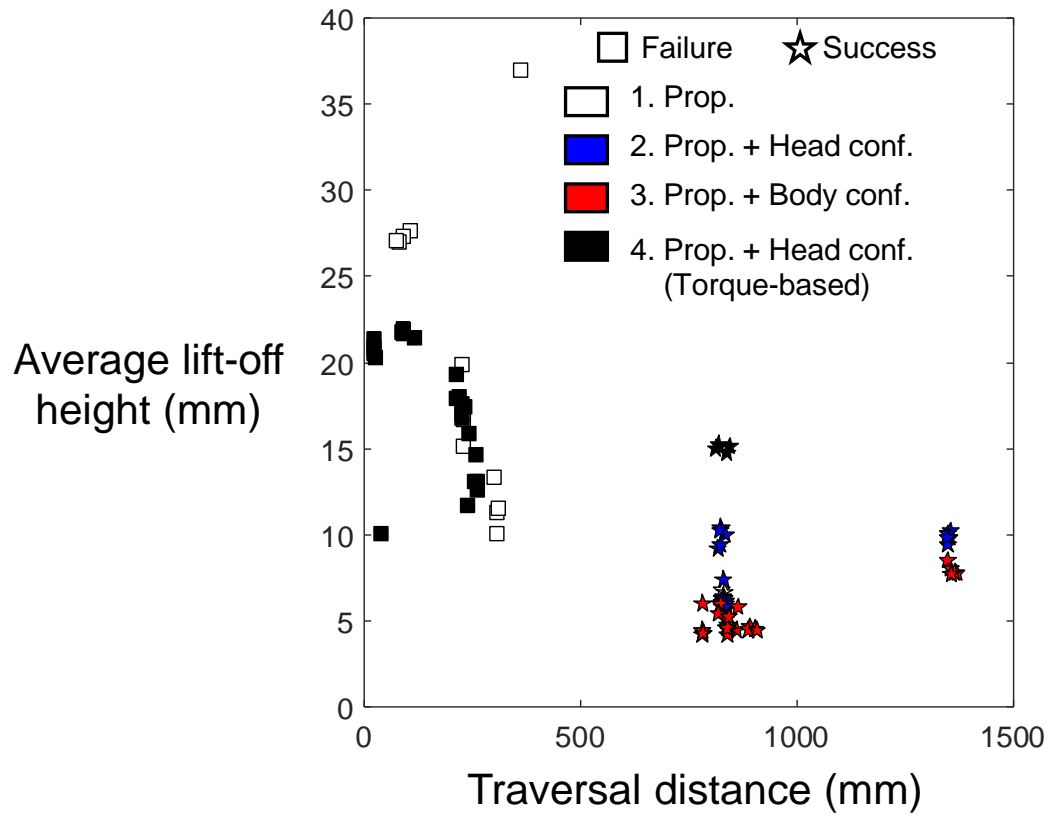 40
35
30
25
20
15
10
5
0
Failure
Success
1. Prop.
2. Prop. + Head conf.
3. Prop. + Body conf.
4. Prop. + Head conf.
(Torque-based)
Average lift-off
height (mm)
0 500 1000 1500
Traversal distance (mm)